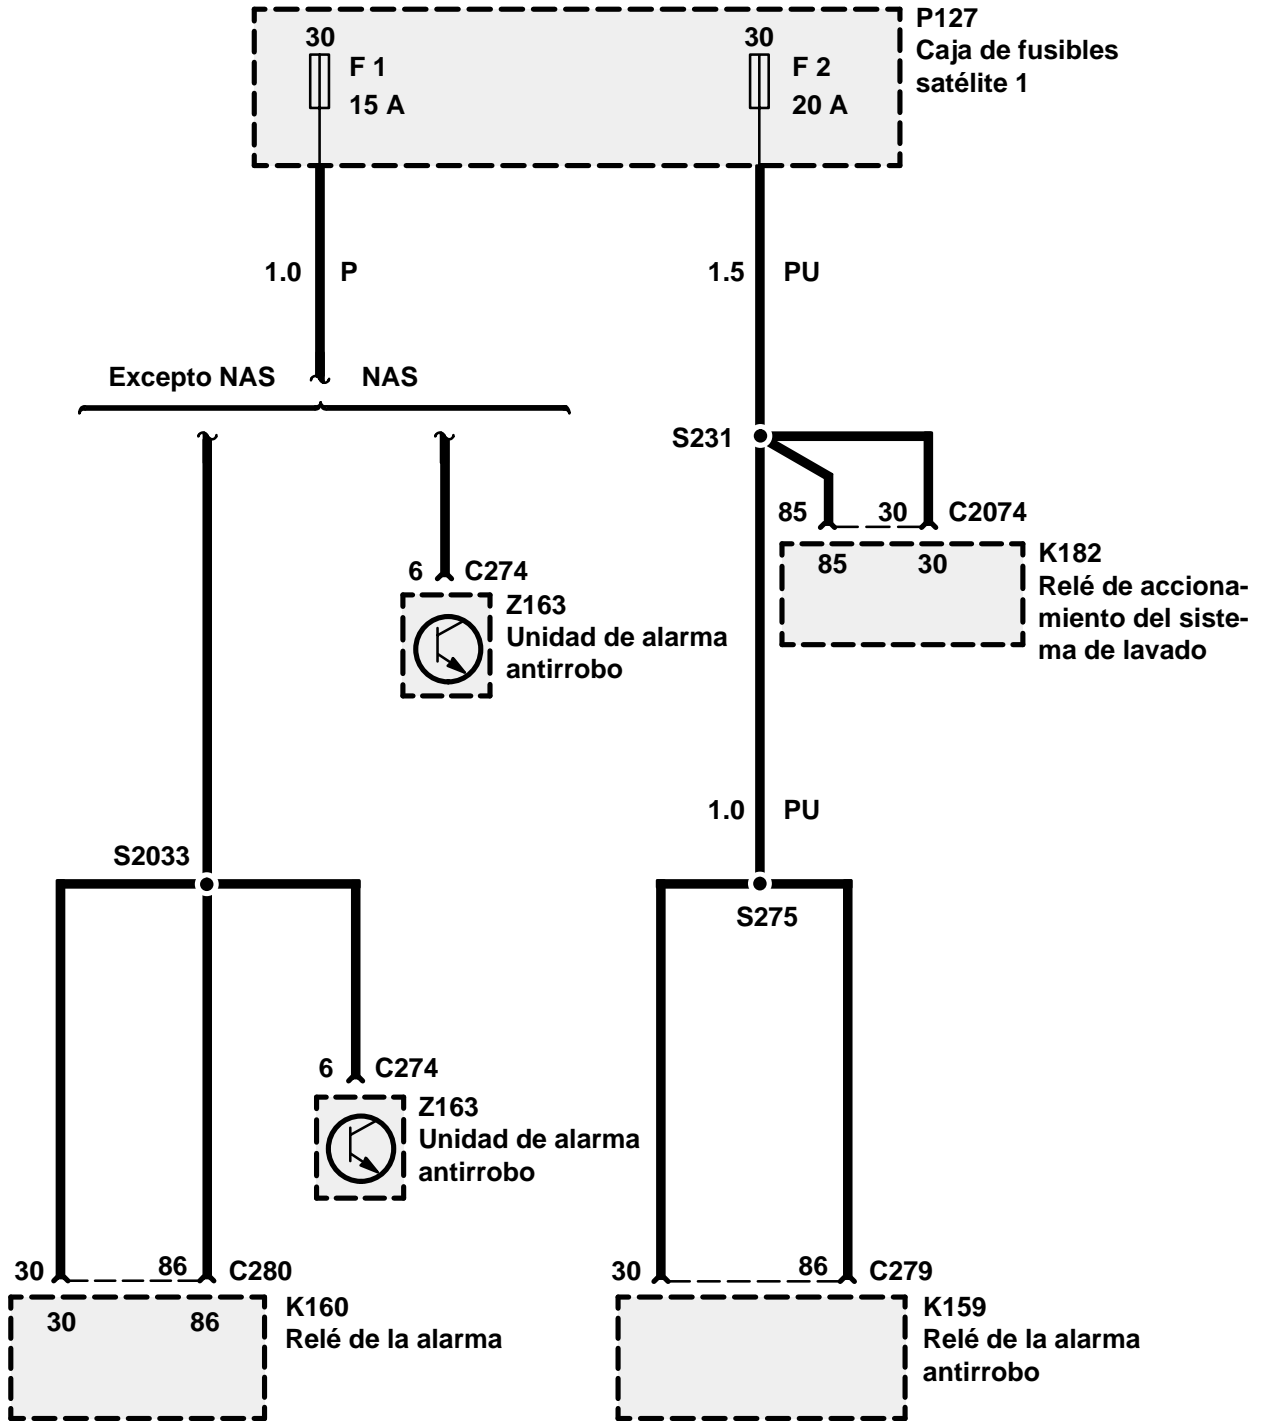 P127
Caja de fusibles
satélite 1
30
F 1
15 A
30
F 2
20 A
1.0 P
1.5 PU
Excepto NAS NAS
S231
85 30 C2074
85 30
K182
Relé de acciona-
miento del siste-
ma de lavado
6 C274
Z163
Unidad de alarma
antirrobo
1.0 PU
S2033
S275
6 C274
Z163
Unidad de alarma
antirrobo
30 86 C280
30 86
K160
Relé de la alarma
30 86 C279
K159
Relé de la alarma
antirrobo